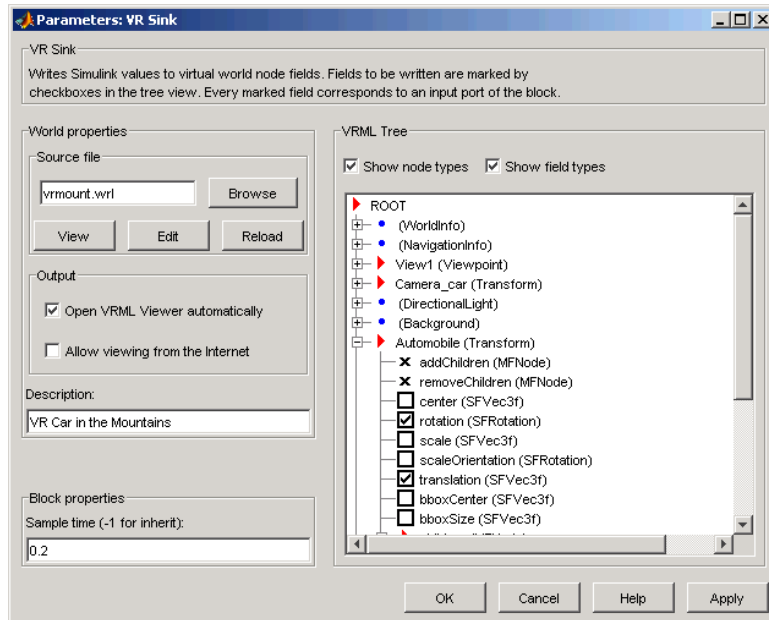 Parameters: VR Sink
VR Sink
Writes Simulink values to virtual world node fields. Fields to be written are marked by
checkboxes in the tree view. Every marked field corresponds to an input port of the block.
World properties
Source file
vrmount.wrl
Browse
View
Edit
Reload
Output
Open VRML Viewer automatically
Allow viewing from the Internet
Description:
VR Car in the Mountains
Block properties
Sample time (-1 for inherit):
0.2
VRML Tree
Show node types
Show field types
ROOT
(WorldInfo)
(NavigationInfo)
View1 (Viewpoint)
Camera_car (Transform)
(DirectionalLight)
(Background)
Automobile (Transform)
addChildren (MFNode)
removeChildren (MFNode)
center (SFVec3f)
rotation (SFRotation)
scale (SFVec3f)
scaleOrientation (SFRotation)
translation (SFVec3f)
bboxCenter (SFVec3f)
bboxSize (SFVec3f)
OK
Cancel
Help
Apply